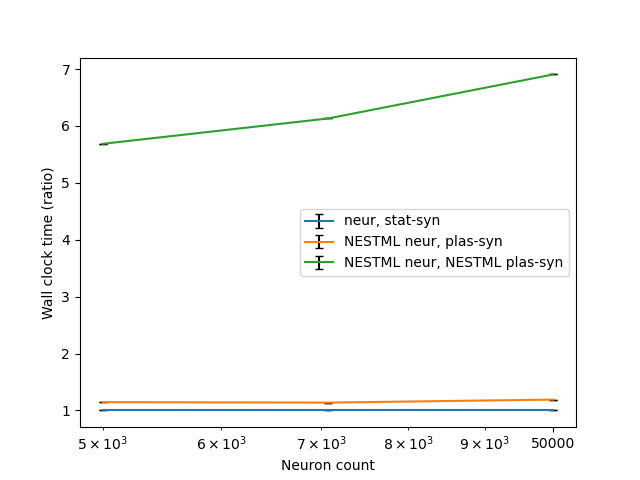 7
6
5
4
3
2
1
Wall clock time (ratio)
neur, stat-syn
NESTML neur, plas-syn
NESTML neur, NESTML plas-syn
5 × 10³ 6 × 10³ 7 × 10³ 8 × 10³ 9 × 10³ 50000
Neuron count